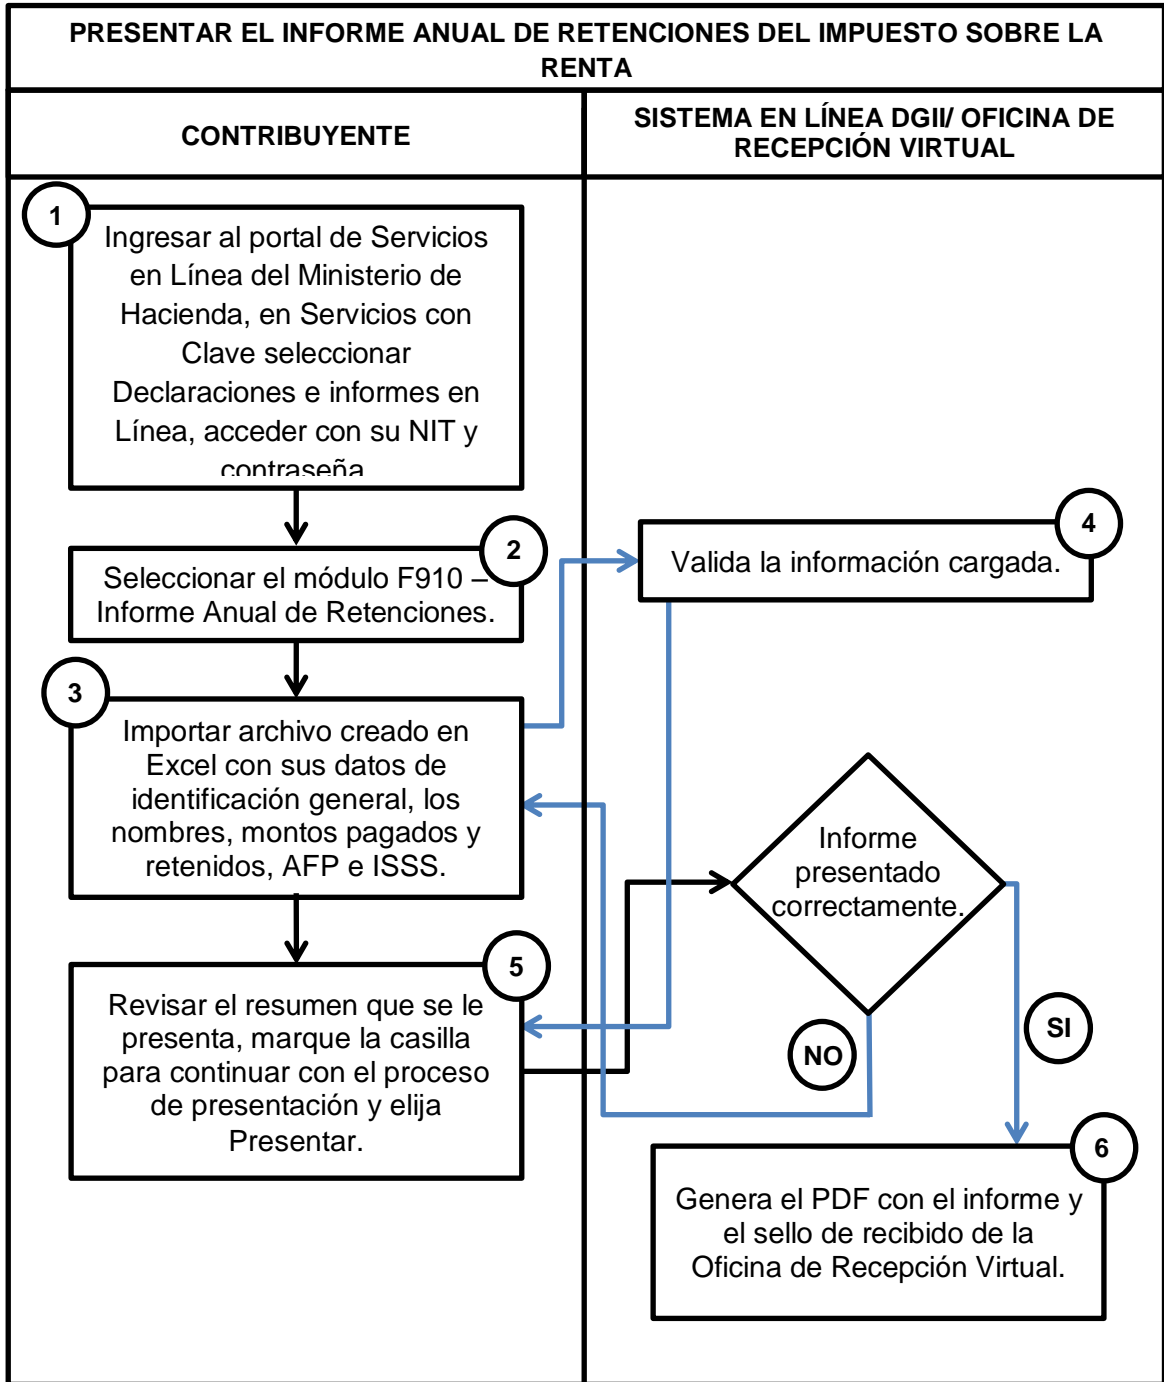 PRESENTAR EL INFORME ANUAL DE RETENCIONES DEL IMPUESTO SOBRE LA
RENTA
CONTRIBUYENTE
SISTEMA EN LÍNEA DGII/ OFICINA DE
RECEPCIÓN VIRTUAL
1
Ingresar al portal de Servicios
en Línea del Ministerio de
Hacienda, en Servicios con
Clave seleccionar
Declaraciones e informes en
Línea, acceder con su NIT y
contraseña
2
Seleccionar el módulo F910 –
Informe Anual de Retenciones.
3
Importar archivo creado en
Excel con sus datos de
identificación general, los
nombres, montos pagados y
retenidos, AFP e ISSS.
4
Valida la información cargada.
5
Revisar el resumen que se le
presenta, marque la casilla
para continuar con el proceso
de presentación y elija
Presentar.
Informe
presentado
correctamente.
NO
SI
6
Genera el PDF con el informe y
el sello de recibido de la
Oficina de Recepción Virtual.